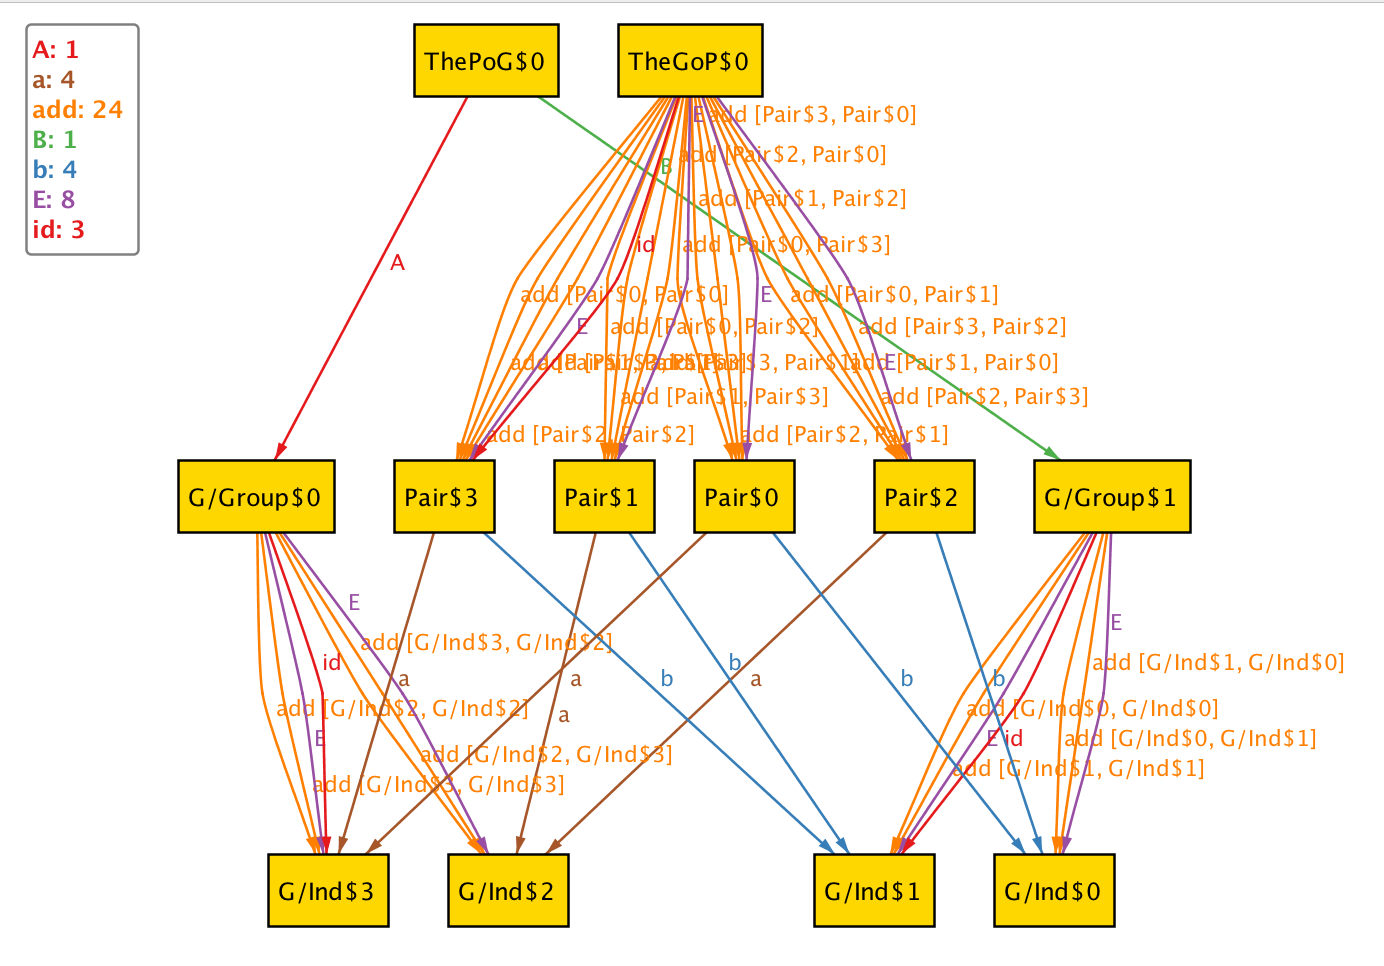 A: 1
a: 4
add: 24
B: 1
b: 4
E: 8
id: 3
ThePoG$0
TheGoP$0
E
add [Pair$3, Pair$0]
add [Pair$2, Pair$0]
B
add [Pair$1, Pair$2]
id
add [Pair$0, Pair$3]
A
add [Pair$0, Pair$0]
E
add [Pair$0, Pair$1]
E
add [Pair$0, Pair$2]
add [Pair$3, Pair$2]
Pair$3, Pair$1]
E
[Pair$1, Pair$0]
add [Pair$1, Pair$3]
add [Pair$2, Pair$3]
add [Pair$2, Pair$2]
add [Pair$2, Pair$1]
G/Group$0
Pair$3
Pair$1
Pair$0
Pair$2
G/Group$1
E
E
add [G/Ind$3, G/Ind$2]
id
b
add [G/Ind$1, G/Ind$0]
a
a
b
a
b
b
add [G/Ind$2, G/Ind$2]
a
add [G/Ind$0, G/Ind$0]
E
E
id
add [G/Ind$0, G/Ind$1]
add [G/Ind$2, G/Ind$3]
add [G/Ind$1, G/Ind$1]
add [G/Ind$3, G/Ind$3]
G/Ind$3
G/Ind$2
G/Ind$1
G/Ind$0